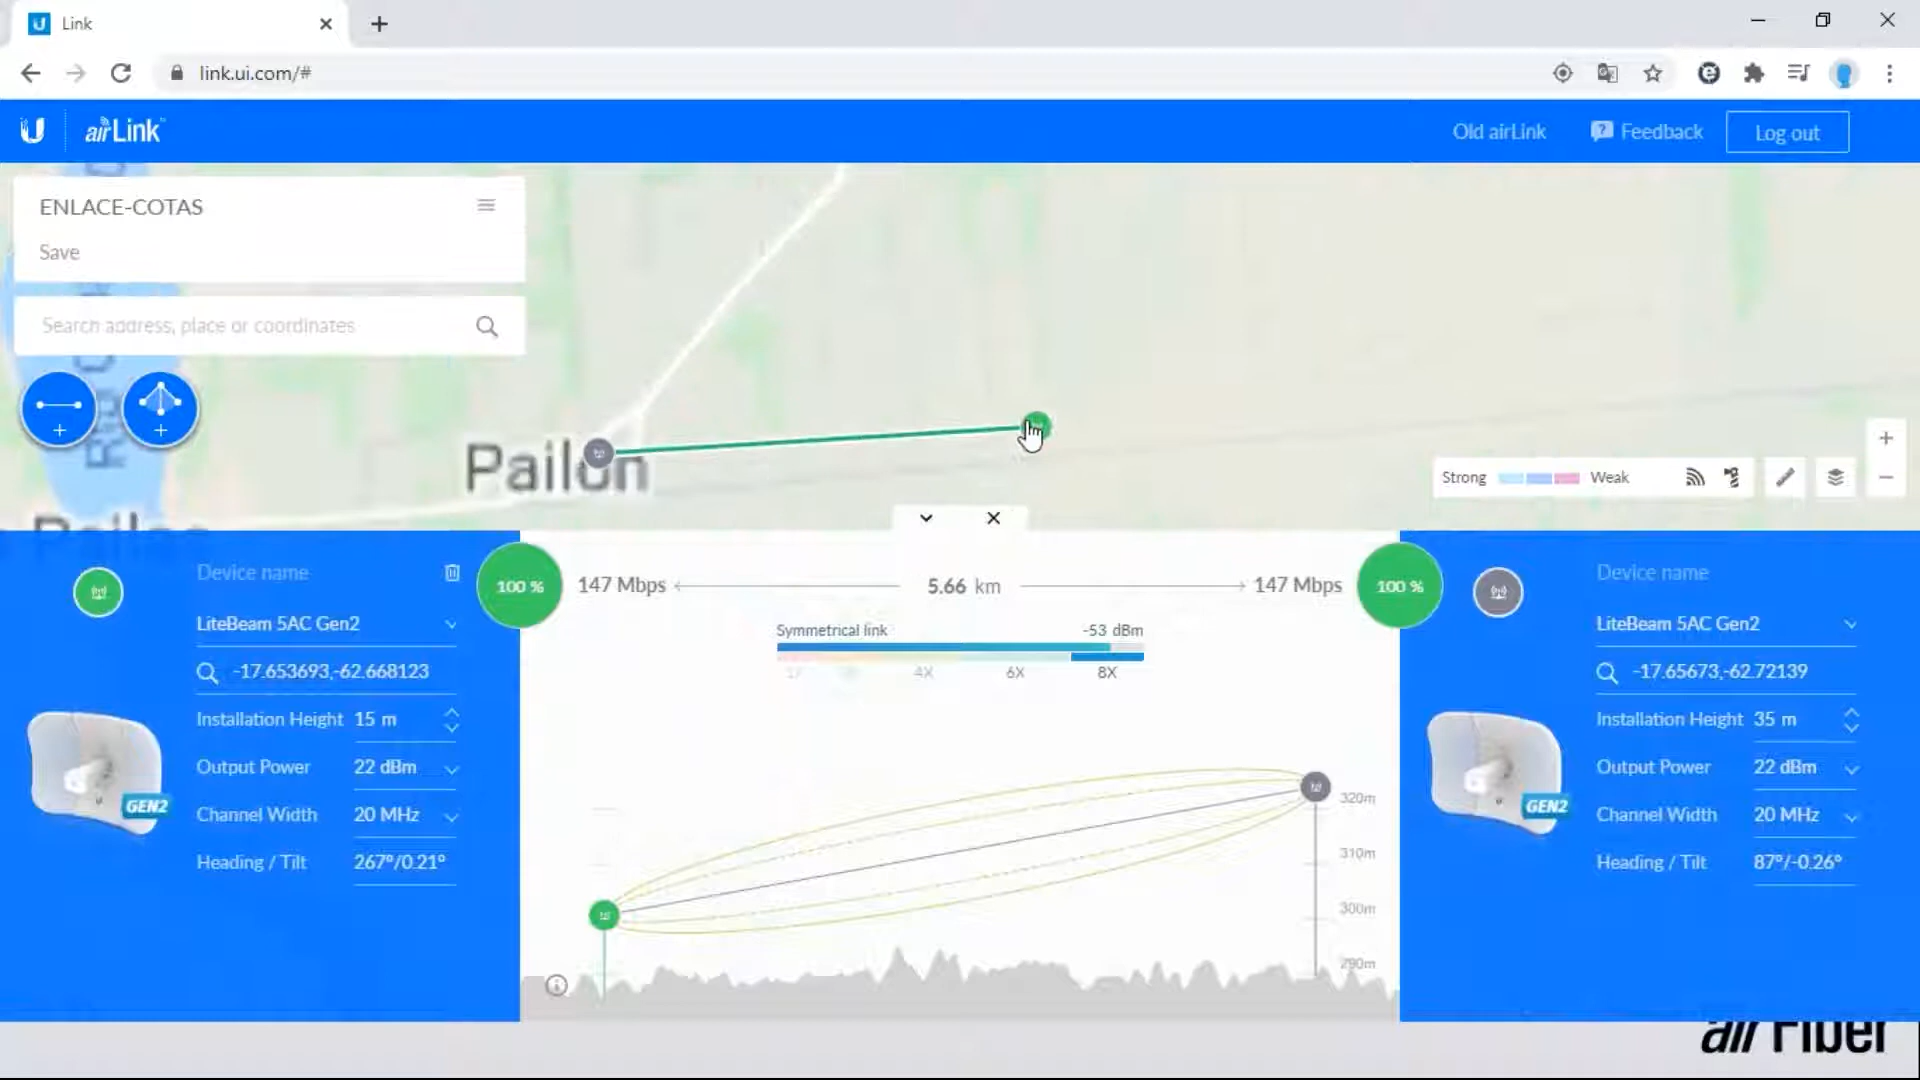 Link
link.ui.com/#
airLink
Old airLink
Feedback
Log out
ENLACE-COTAS
Save
Search address, place or coordinates
Pailón
Strong
Weak
Device name
LiteBeam 5AC Gen2
-17.653693,-62.668123
Installation Height 15 m
Output Power 22 dBm
Channel Width 20 MHz
Heading / Tilt 267°/0.21°
GEN2
100 %
147 Mbps
5.66 km
147 Mbps
100 %
Symmetrical link -53 dBm
4X 6X 8X
320m
310m
300m
290m
Device name
LiteBeam 5AC Gen2
-17.65673,-62.72139
Installation Height 35 m
Output Power 22 dBm
Channel Width 20 MHz
Heading / Tilt 87°/-0.26°
GEN2
airFiber